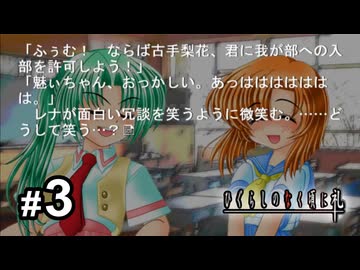 「ふぅむ!　ならば古手梨花、君に我が部への入
部を許可しよう!」
「魅ぃちゃん、おっかしい。あっはははははは
は。」
　レナが面白い冗談を笑うように微笑む。……ど
うして笑う…?
#3
ひぐらしのなく頃に礼